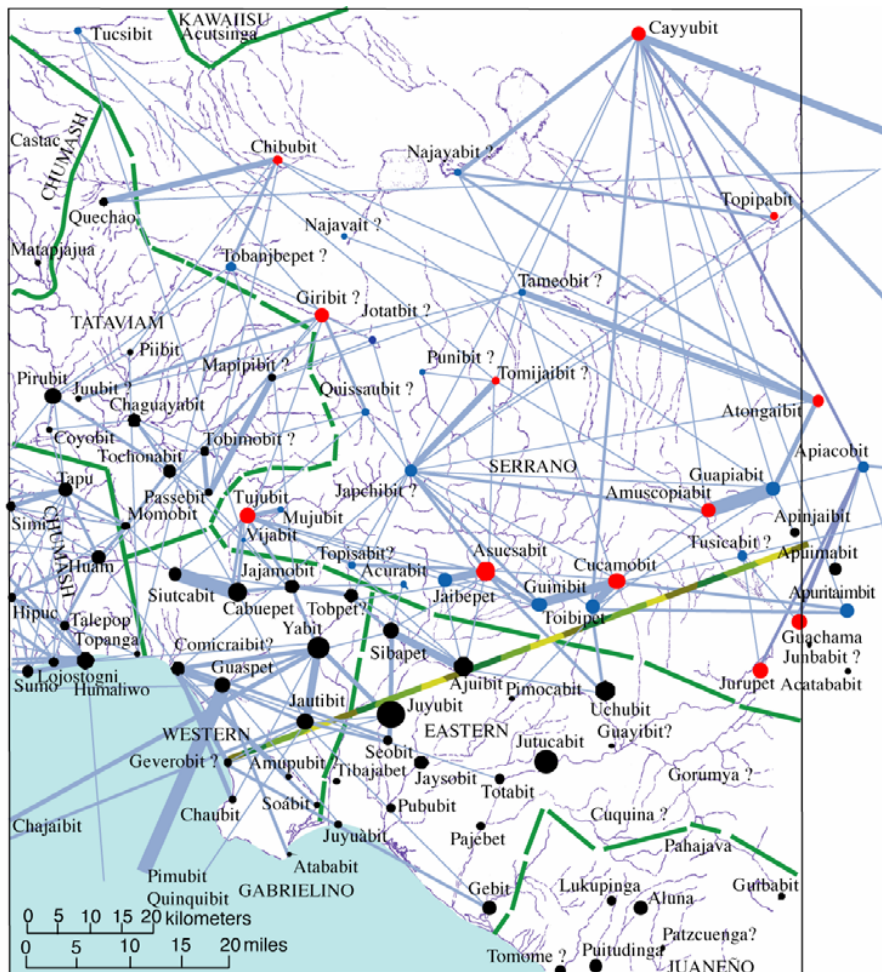 KAWAIISU
Acutsinga
Tucsibit
Cayyubit
Castac
CHUMASH
Chibubit
Najayabit ?
Quechao
Topipabit
Najavait ?
Matapjajua
Tobanjbepet ?
Tameobit ?
Giribit ?
Jotatbit ?
TATAVIAM
Piibit
Mapipibit ?
Punibit ?
Pirubit
Juubit ?
Tomijaibit ?
Chaguayabit
Quissaubit ?
Atongaibit
Coyobit
Tobimobit ?
Apiacobit
Tochonabit
SERRANO
Guapiabit
Tapu
Passebit
Japchibit ?
Amuscopiabit
Tujubit
Simi
CHUMASH
Momobit
Mujubit
Apinjaibit
Vijabit
Asucsabit
Tusicabit ?
Topisabit?
Cucamobit
Apuimabit
Huam
Jajamobit
Acurabit
Siutcabit
Jaibepet
Guinibit
Apuritaimbit
Hipuc
Cabuepet
Tobpet?
Toibipet
Talepop
Topanga
Yabit
Comicraibit?
Sibapet
Guachama
Lojostogni
Guaspet
Junbabit ?
Sumo
Humaliwo
Ajuibit
Pimocabit
Jurupet
Acatababit
Uchubit
Jautibit
Juyubit
WESTERN
EASTERN
Guayibit?
Geverobit ?
Seobit
Jutucabit
Amupubit
Tibajabet
Jaysobit
Gorumya ?
Totabit
Chaubit
Soabit
Pububit
Cuquina ?
Chajaibit
Juyuàbit
Pajebet
Pahajava
Atababit
Pimubit
GABRIELINO
Quinquibit
Gebit
Lukupinga
Aluna
Guibabit
0 5 10 15 20 kilometers
Patzcuenga?
0 5 10 15 20 miles
Tomome ?
Puitudinga
JUANEÑO